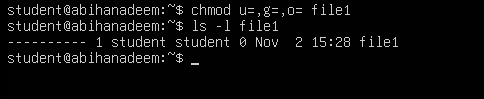 student@abihanadeem:~$ chmod u=,g=,o= file1
student@abihanadeem:~$ ls -l file1
---------- 1 student student 0 Nov  2 15:28 file1
student@abihanadeem:~$ _